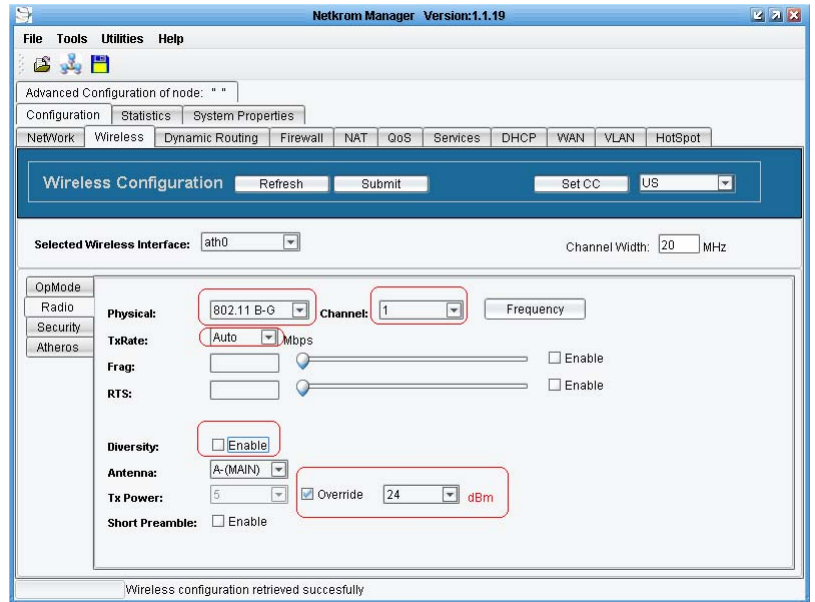 Netkrom Manager Version:1.1.19
File Tools Utilities Help
Advanced Configuration of node: " "
Configuration Statistics System Properties
NetWork Wireless Dynamic Routing Firewall NAT QoS Services DHCP WAN VLAN HotSpot
Wireless Configuration Refresh Submit Set CC US
Selected Wireless Interface: ath0 Channel Width: 20 MHz
OpMode
Radio
Security
Atheros
Physical: 802.11 B-G Channel: 1 Frequency
TxRate: Auto Mbps
Frag: Enable
RTS: Enable
Diversity: Enable
Antenna: A-(MAIN)
Tx Power: 5 Override 24 dBm
Short Preamble: Enable
Wireless configuration retrieved succesfully